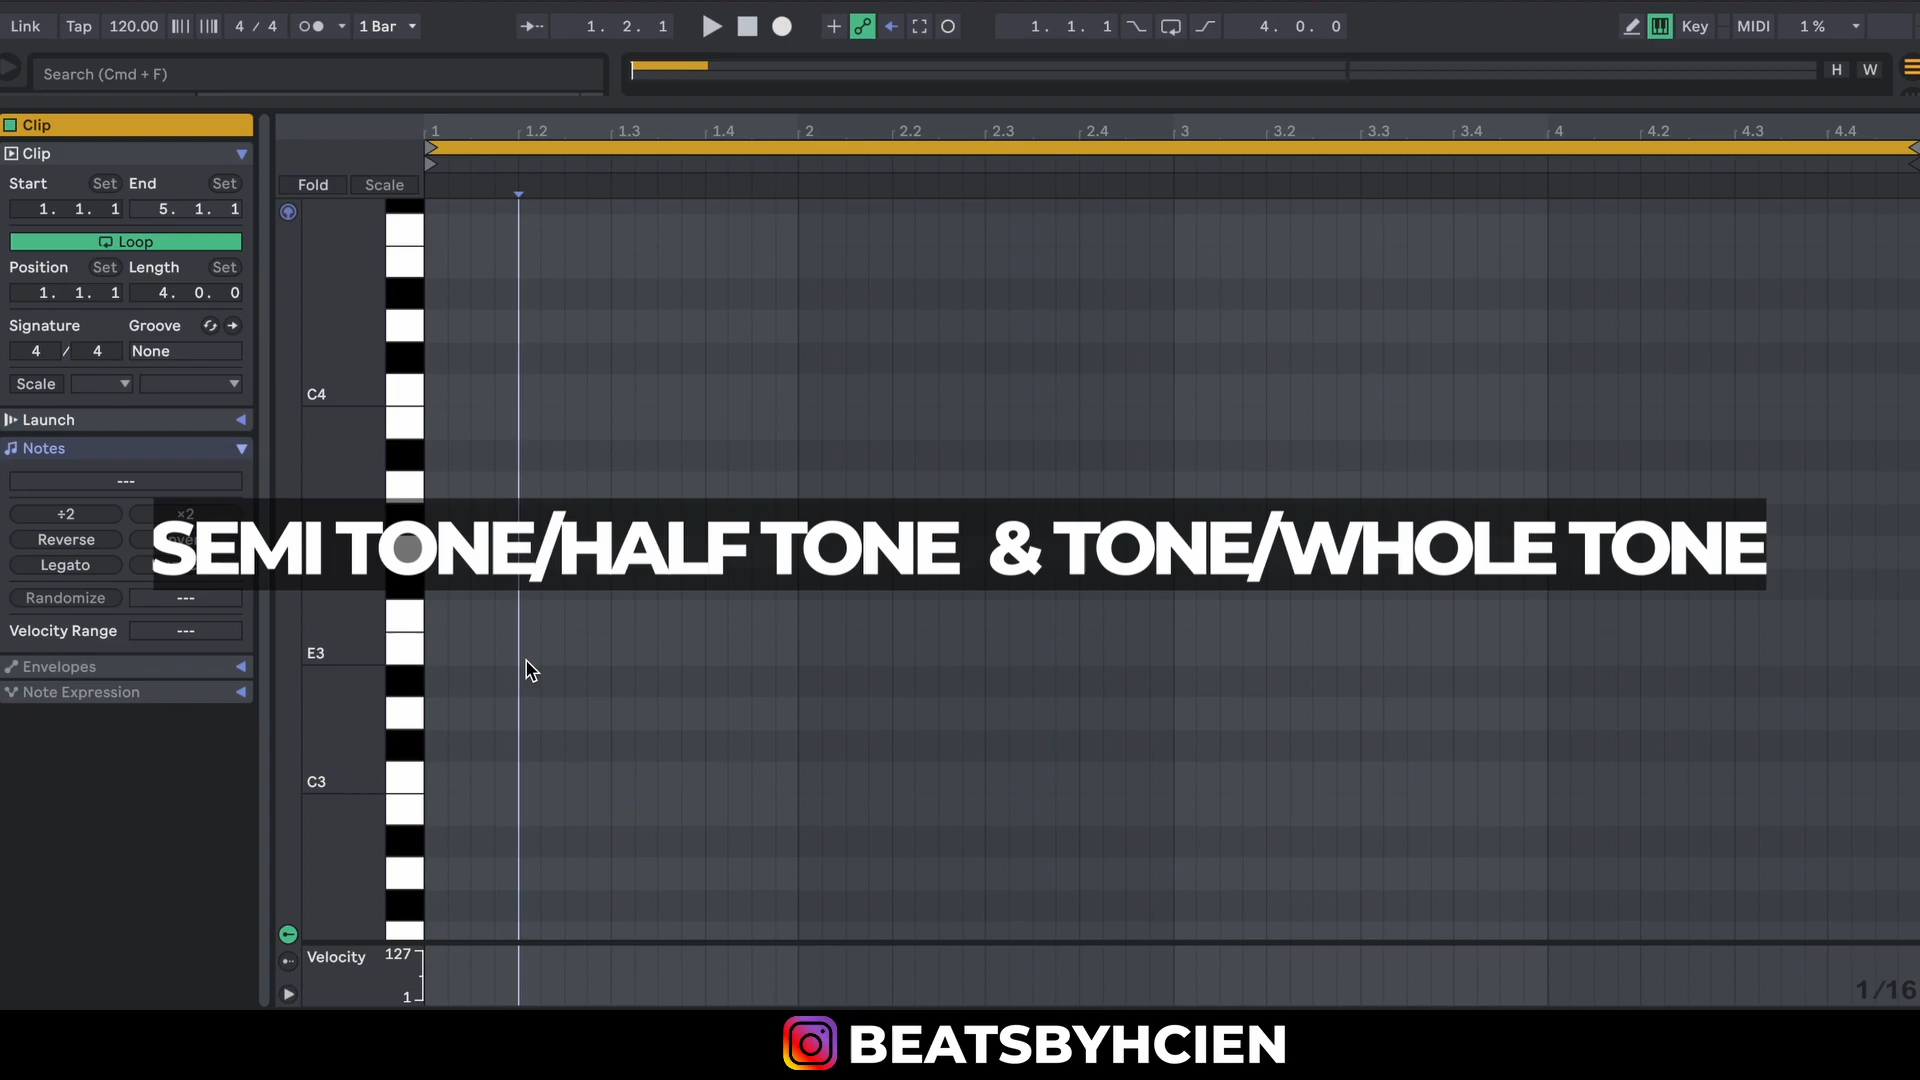 Link Tap 120.00 4 / 4 1 Bar 1. 2. 1 1. 1. 1 4. 0. 0 Key MIDI 1 %
Search (Cmd + F) H W
Clip
1 1.2 1.3 1.4 2 2.2 2.3 2.4 3 3.2 3.3 3.4 4 4.2 4.3 4.4
Clip
Start Set End Set
Fold Scale
1. 1. 1 5. 1. 1
Loop
Position Set Length Set
1. 1. 1 4. 0. 0
Signature Groove
4 / 4 None
Scale
C4
Launch
Notes
---
÷2 ×2
SEMI TONE/HALF TONE & TONE/WHOLE TONE
Reverse
Legato
Randomize ---
Velocity Range ---
E3
Envelopes
Note Expression
C3
Velocity 127
1
1/16
BEATSBYHCIEN